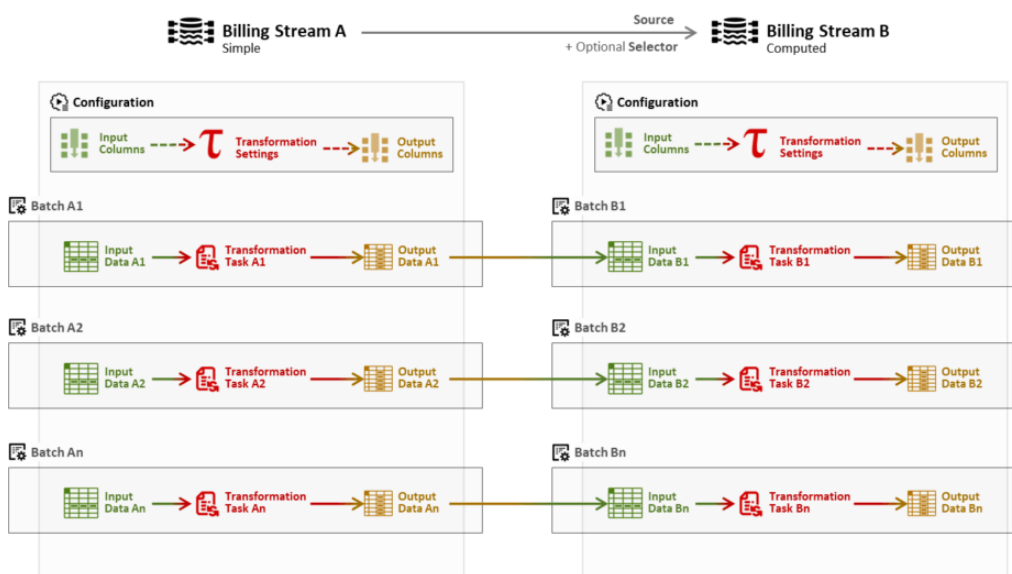 Billing Stream A
Simple
Source
+ Optional Selector
Billing Stream B
Computed
Configuration
Input
Columns
τ
Transformation
Settings
Output
Columns
Configuration
Input
Columns
τ
Transformation
Settings
Output
Columns
Batch A1
Input
Data A1
Transformation
Task A1
Output
Data A1
Batch B1
Input
Data B1
Transformation
Task B1
Output
Data B1
Batch A2
Input
Data A2
Transformation
Task A2
Output
Data A2
Batch B2
Input
Data B2
Transformation
Task B2
Output
Data B2
Batch An
Input
Data An
Transformation
Task An
Output
Data An
Batch Bn
Input
Data Bn
Transformation
Task Bn
Output
Data Bn